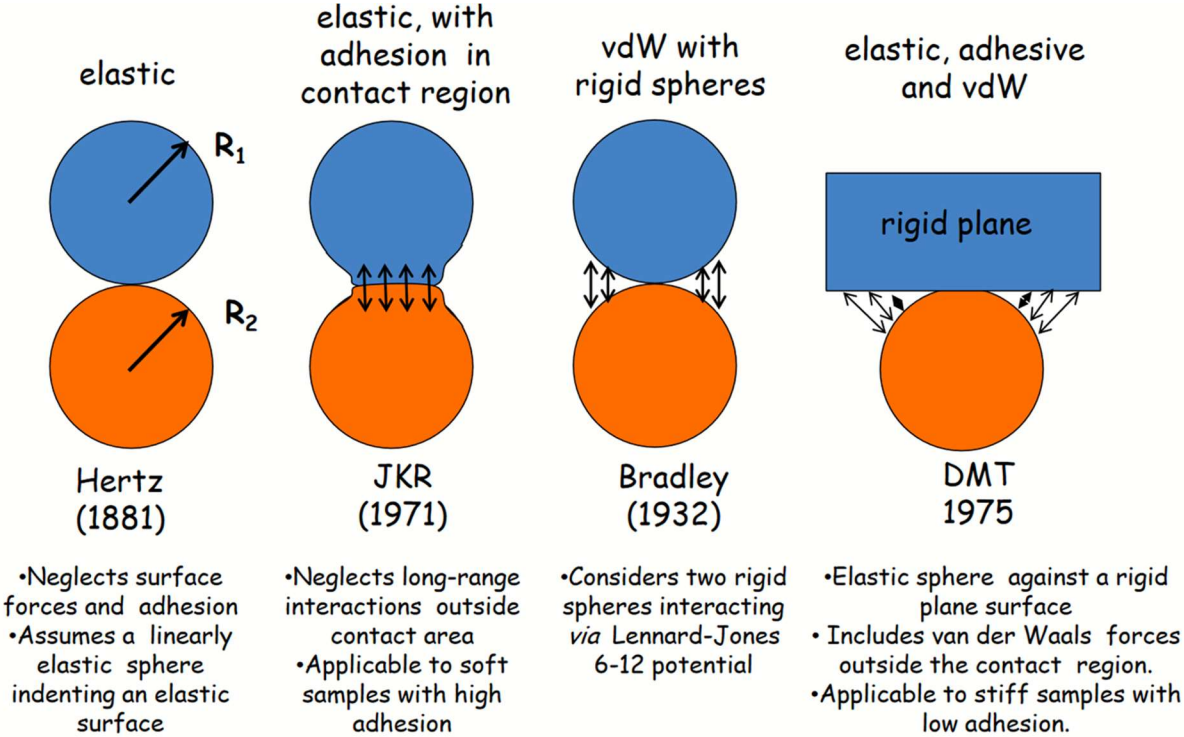 elastic
R1
R2
Hertz
(1881)
•Neglects surface
forces and adhesion
•Assumes a linearly
elastic sphere
indenting an elastic
surface
elastic, with
adhesion in
contact region
JKR
(1971)
•Neglects long-range
interactions outside
contact area
•Applicable to soft
samples with high
adhesion
vdW with
rigid spheres
Bradley
(1932)
•Considers two rigid
spheres interacting
via Lennard-Jones
6-12 potential
elastic, adhesive
and vdW
rigid plane
DMT
1975
•Elastic sphere against a rigid
plane surface
• Includes van der Waals forces
outside the contact region.
•Applicable to stiff samples with
low adhesion.